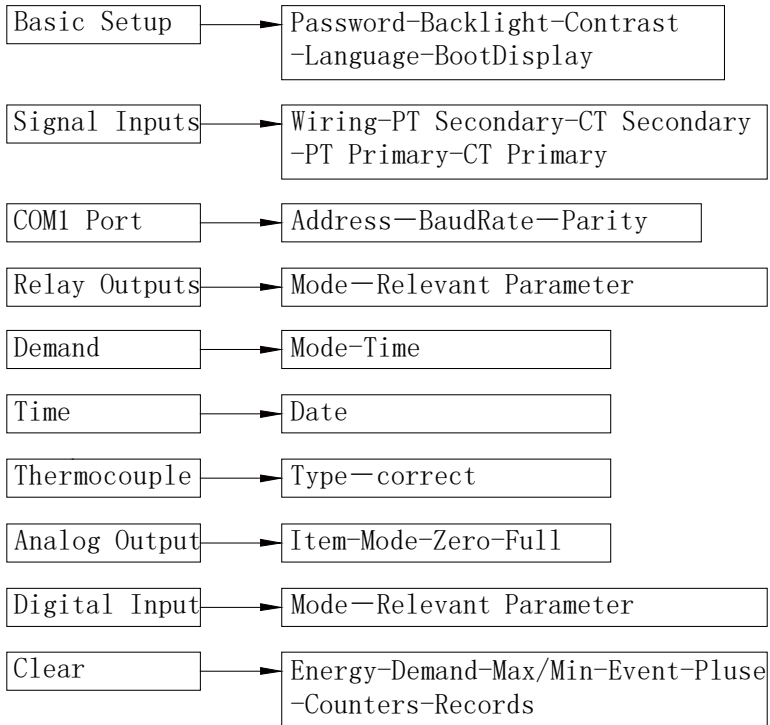 Basic Setup
Password-Backlight-Contrast
-Language-BootDisplay
Signal Inputs
Wiring-PT Secondary-CT Secondary
-PT Primary-CT Primary
COM1 Port
Address—BaudRate—Parity
Relay Outputs
Mode—Relevant Parameter
Demand
Mode-Time
Time
Date
Thermocouple
Type—correct
Analog Output
Item-Mode-Zero-Full
Digital Input
Mode—Relevant Parameter
Clear
Energy-Demand-Max/Min-Event-Pluse
-Counters-Records